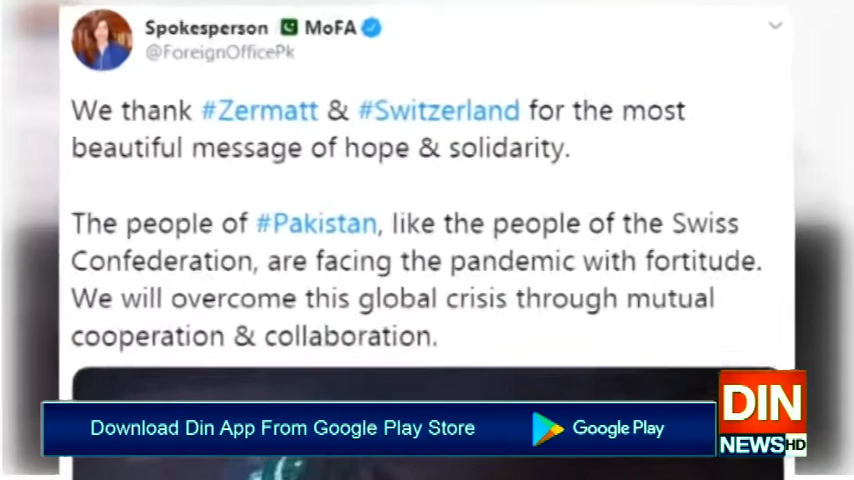 Spokesperson MoFA
@ForeignOfficePk
We thank #Zermatt & #Switzerland for the most
beautiful message of hope & solidarity.
The people of #Pakistan, like the people of the Swiss
Confederation, are facing the pandemic with fortitude.
We will overcome this global crisis through mutual
cooperation & collaboration.
Download Din App From Google Play Store
Google Play
DIN
NEWS HD